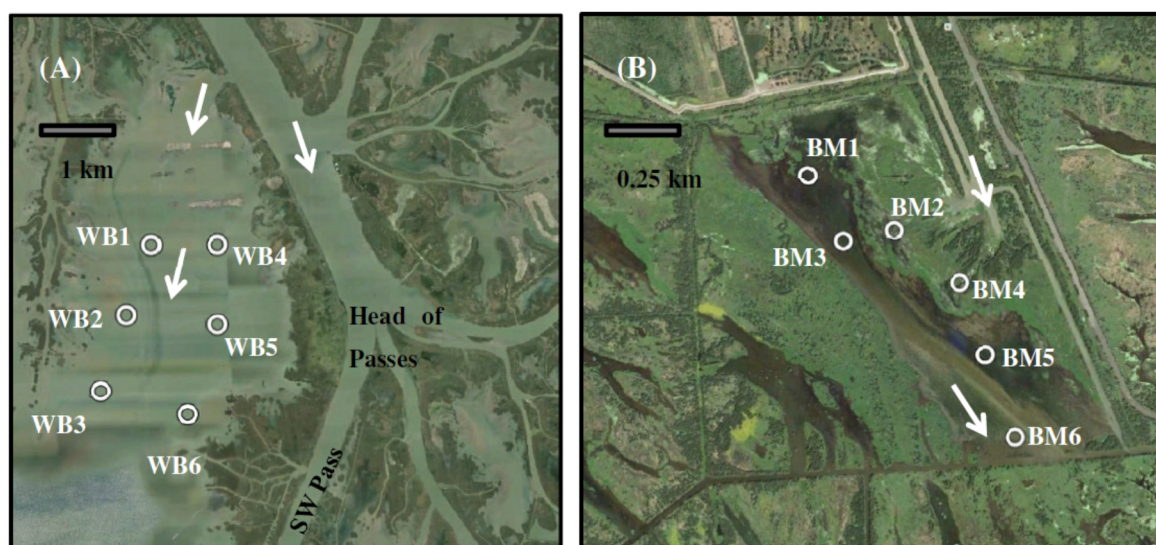 (A)
1 km
WB1
WB4
WB2
WB5
Head of
Passes
WB3
WB6
SW Pass
(B)
0.25 km
BM1
BM2
BM3
BM4
BM5
BM6